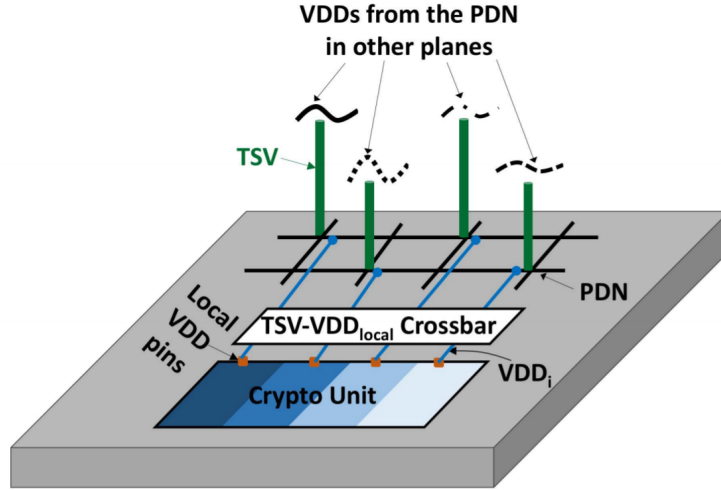 VDDs from the PDN
in other planes
TSV
PDN
Local
VDD
pins
TSV-VDDlocal Crossbar
VDDi
Crypto Unit